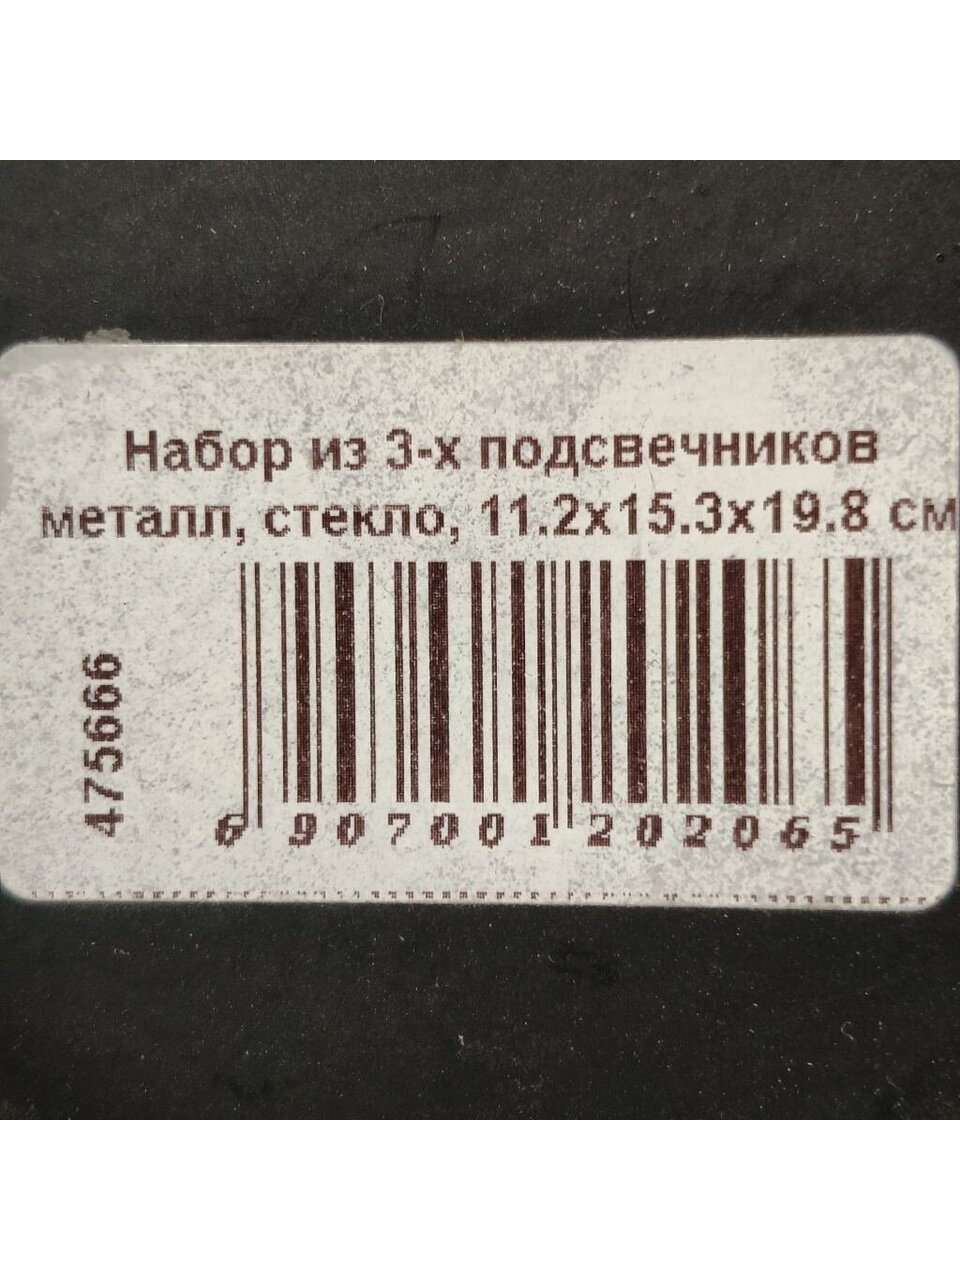 Набор из 3-х подсвечников
металл, стекло, 11.2x15.3x19.8 см
475666
6 907001 202065